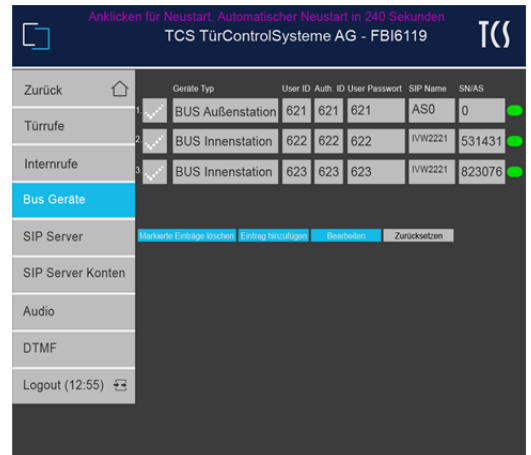 Anklicken für Neustart. Automatischer Neustart in 240 Sekunden
TCS TürControlSysteme AG - FBI6119
TCS
Zurück
Türrufe
Internrufe
Bus Geräte
SIP Server
SIP Server Konten
Audio
DTMF
Logout (12:55)
Geräte Typ User ID Auth. ID User Passwort SIP Name SN/AS
1. BUS Außenstation 621 621 621 AS0 0
2. BUS Innenstation 622 622 622 IVW2221 531431
3. BUS Innenstation 623 623 623 IVW2221 823076
Markierte Einträge löschen Eintrag hinzufügen Bearbeiten Zurücksetzen